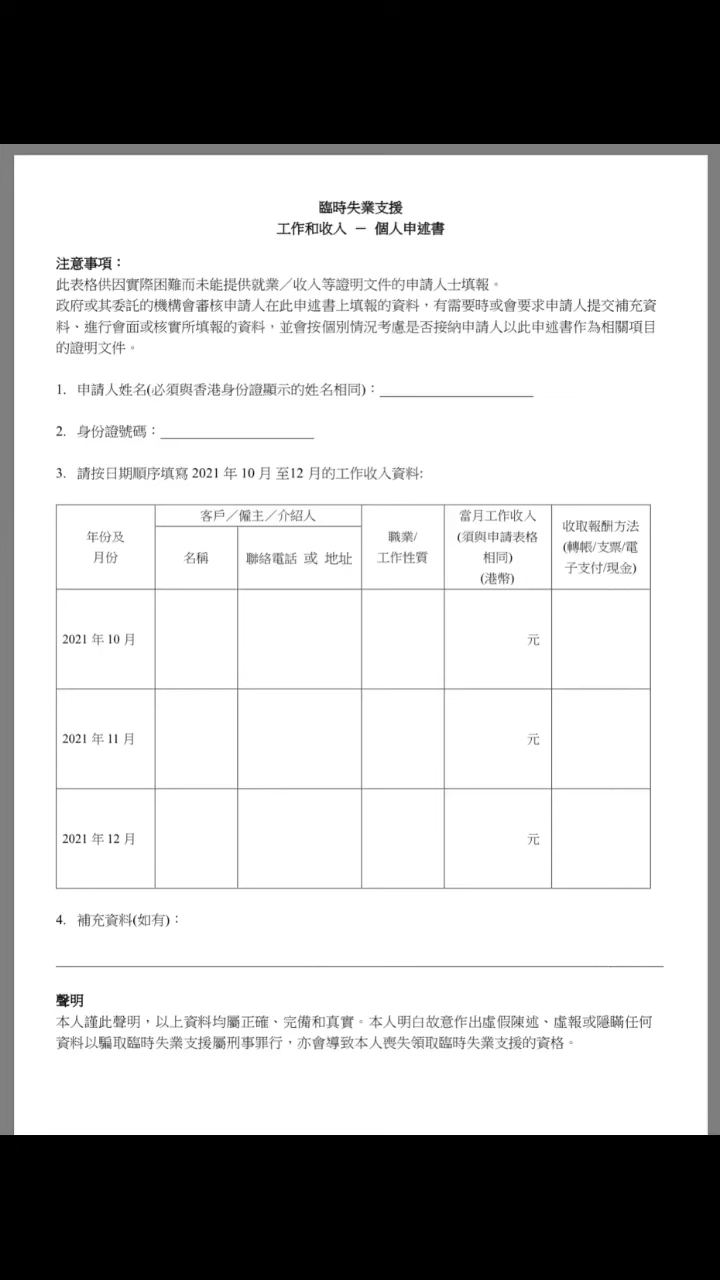 臨時失業支援
工作和收入 － 個人申述書
注意事項：
此表格供因實際困難而未能提供就業／收入等證明文件的申請人士填報。
政府或其委託的機構會審核申請人在此申述書上填報的資料，有需要時或會要求申請人提交補充資
料、進行會面或核實所填報的資料，並會按個別情況考慮是否接納申請人以此申述書作為相關項目
的證明文件。
1. 申請人姓名(必須與香港身份證顯示的姓名相同)：
2. 身份證號碼：
3. 請按日期順序填寫 2021 年 10 月 至12 月的工作收入資料:
年份及
月份
客戶／僱主／介紹人
名稱
聯絡電話 或 地址
職業/
工作性質
當月工作收入
(須與申請表格
相同)
(港幣)
收取報酬方法
(轉帳/支票/電
子支付/現金)
2021 年 10 月
元
2021 年 11 月
元
2021 年 12 月
元
4. 補充資料(如有)：
聲明
本人謹此聲明，以上資料均屬正確、完備和真實。本人明白故意作出虛假陳述、虛報或隱瞞任何
資料以騙取臨時失業支援屬刑事罪行，亦會導致本人喪失領取臨時失業支援的資格。